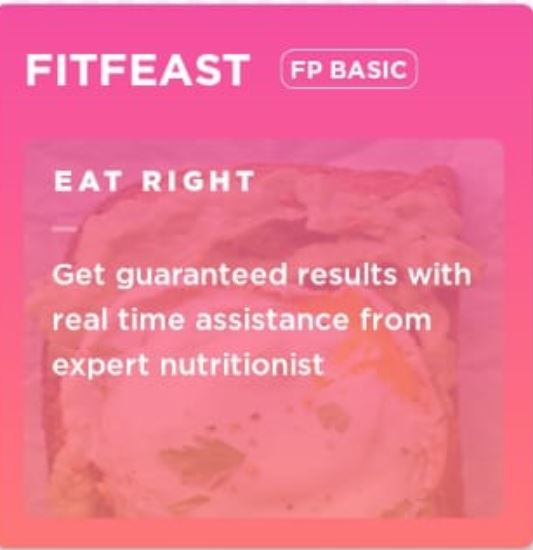 FITFEAST FP BASIC
EAT RIGHT
Get guaranteed results with
real time assistance from
expert nutritionist